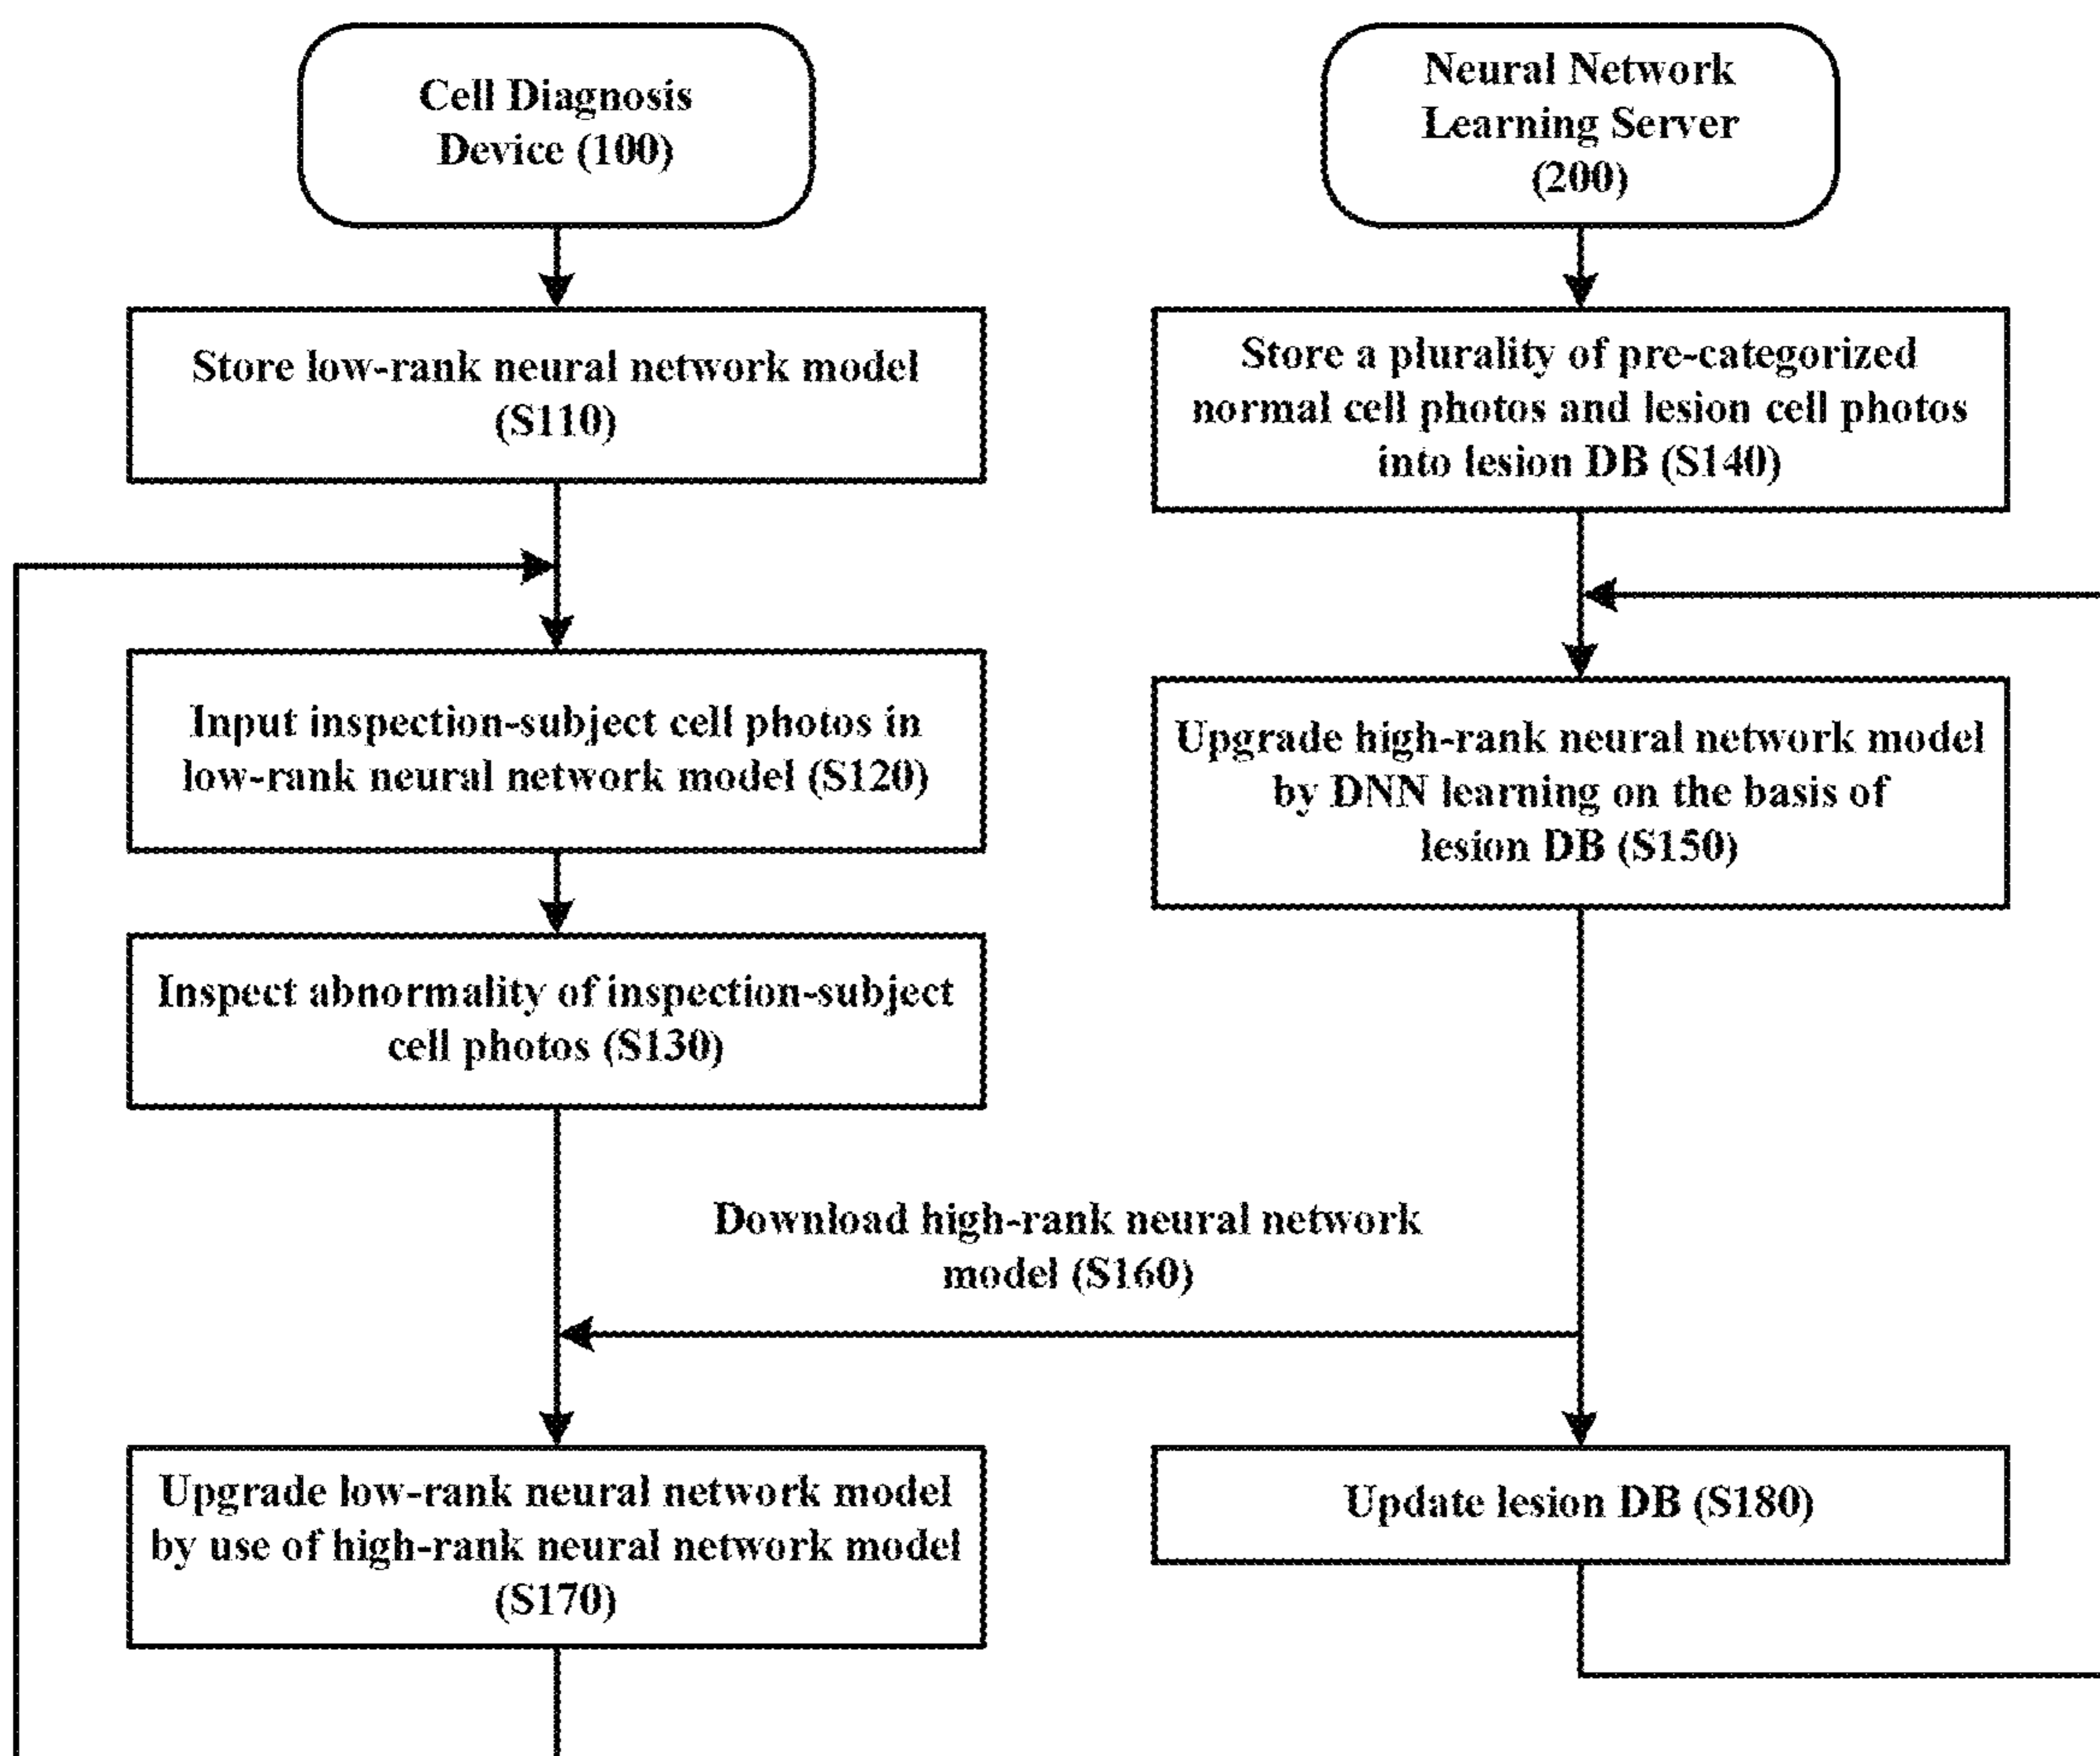 Cell Diagnosis
Device (100)
Neural Network
Learning Server
(200)
Store low-rank neural network model
(S110)
Store a plurality of pre-categorized
normal cell photos and lesion cell photos
into lesion DB (S140)
Input inspection-subject cell photos in
low-rank neural network model (S120)
Upgrade high-rank neural network model
by DNN learning on the basis of
lesion DB (S150)
Inspect abnormality of inspection-subject
cell photos (S130)
Download high-rank neural network
model (S160)
Upgrade low-rank neural network model
by use of high-rank neural network model
(S170)
Update lesion DB (S180)